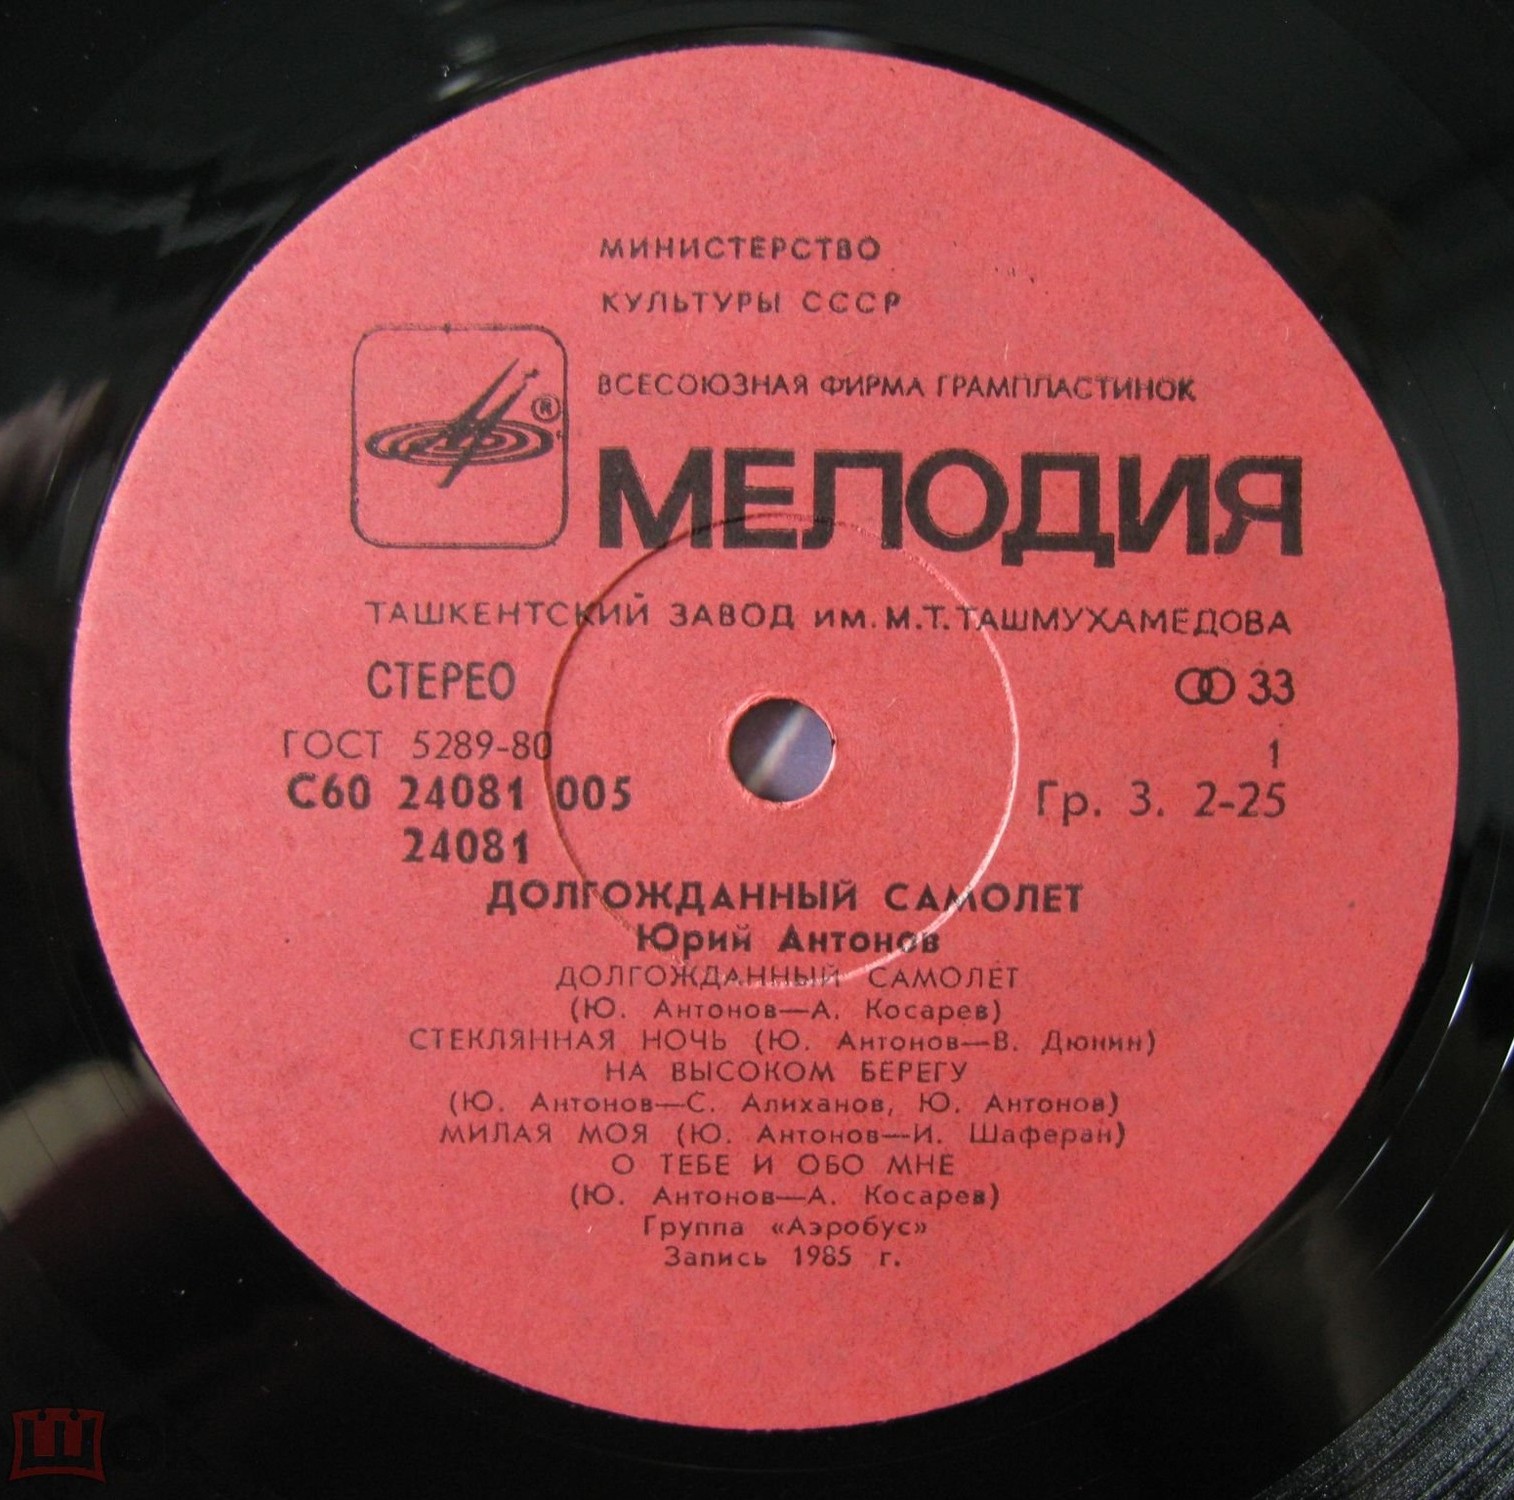 МИНИСТЕРСТВО
КУЛЬТУРЫ СССР
ВСЕСОЮЗНАЯ ФИРМА ГРАМПЛАСТИНОК
®
МЕЛОДИЯ
ТАШКЕНТСКИЙ ЗАВОД им. М.Т. ТАШМУХАМЕДОВА
СТЕРЕО 33
ГОСТ 5289-80 1
С60 24081 005 Гр. 3. 2-25
24081
ДОЛГОЖДАННЫЙ САМОЛЕТ
Юрий Антонов
ДОЛГОЖДАННЫЙ САМОЛЕТ
(Ю. Антонов—А. Косарев)
СТЕКЛЯННАЯ НОЧЬ (Ю. Антонов—В. Дюнин)
НА ВЫСОКОМ БЕРЕГУ
(Ю. Антонов—С. Алиханов, Ю. Антонов)
МИЛАЯ МОЯ (Ю. Антонов—И. Шаферан)
О ТЕБЕ И ОБО МНЕ
(Ю. Антонов—А. Косарев)
Группа «Аэробус»
Запись 1985 г.